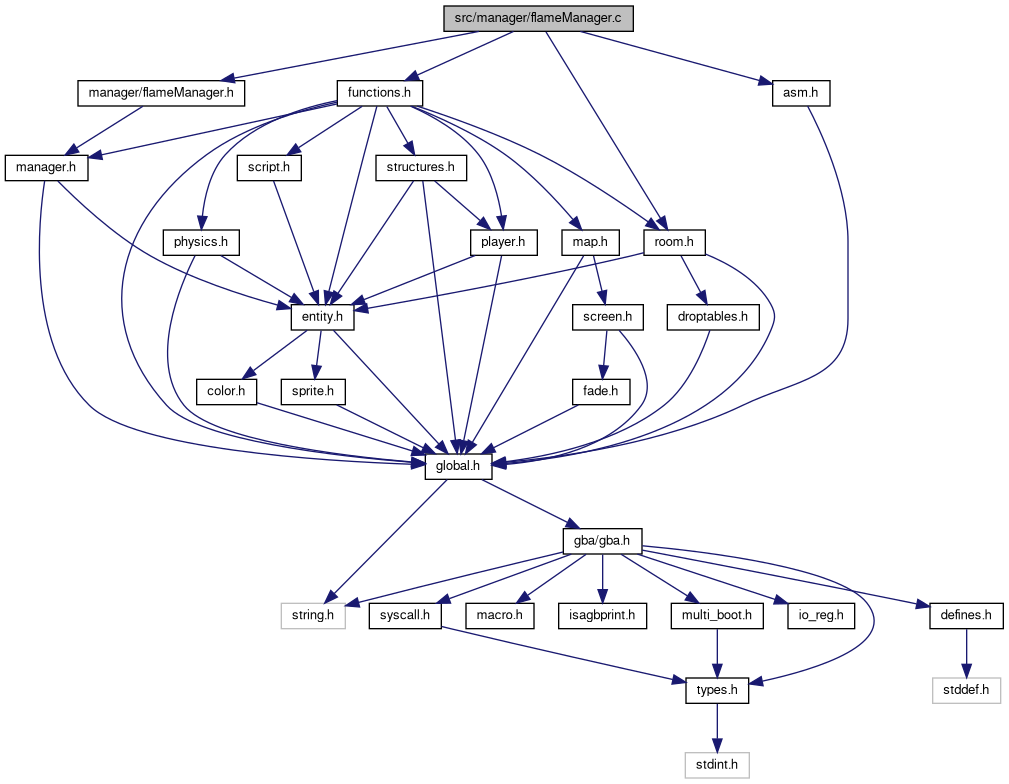 src/manager/flameManager.c
manager/flameManager.h
functions.h
asm.h
manager.h
script.h
structures.h
physics.h
player.h
map.h
room.h
entity.h
screen.h
droptables.h
color.h
sprite.h
fade.h
global.h
gba/gba.h
string.h
syscall.h
macro.h
isagbprint.h
multi_boot.h
io_reg.h
defines.h
types.h
stddef.h
stdint.h